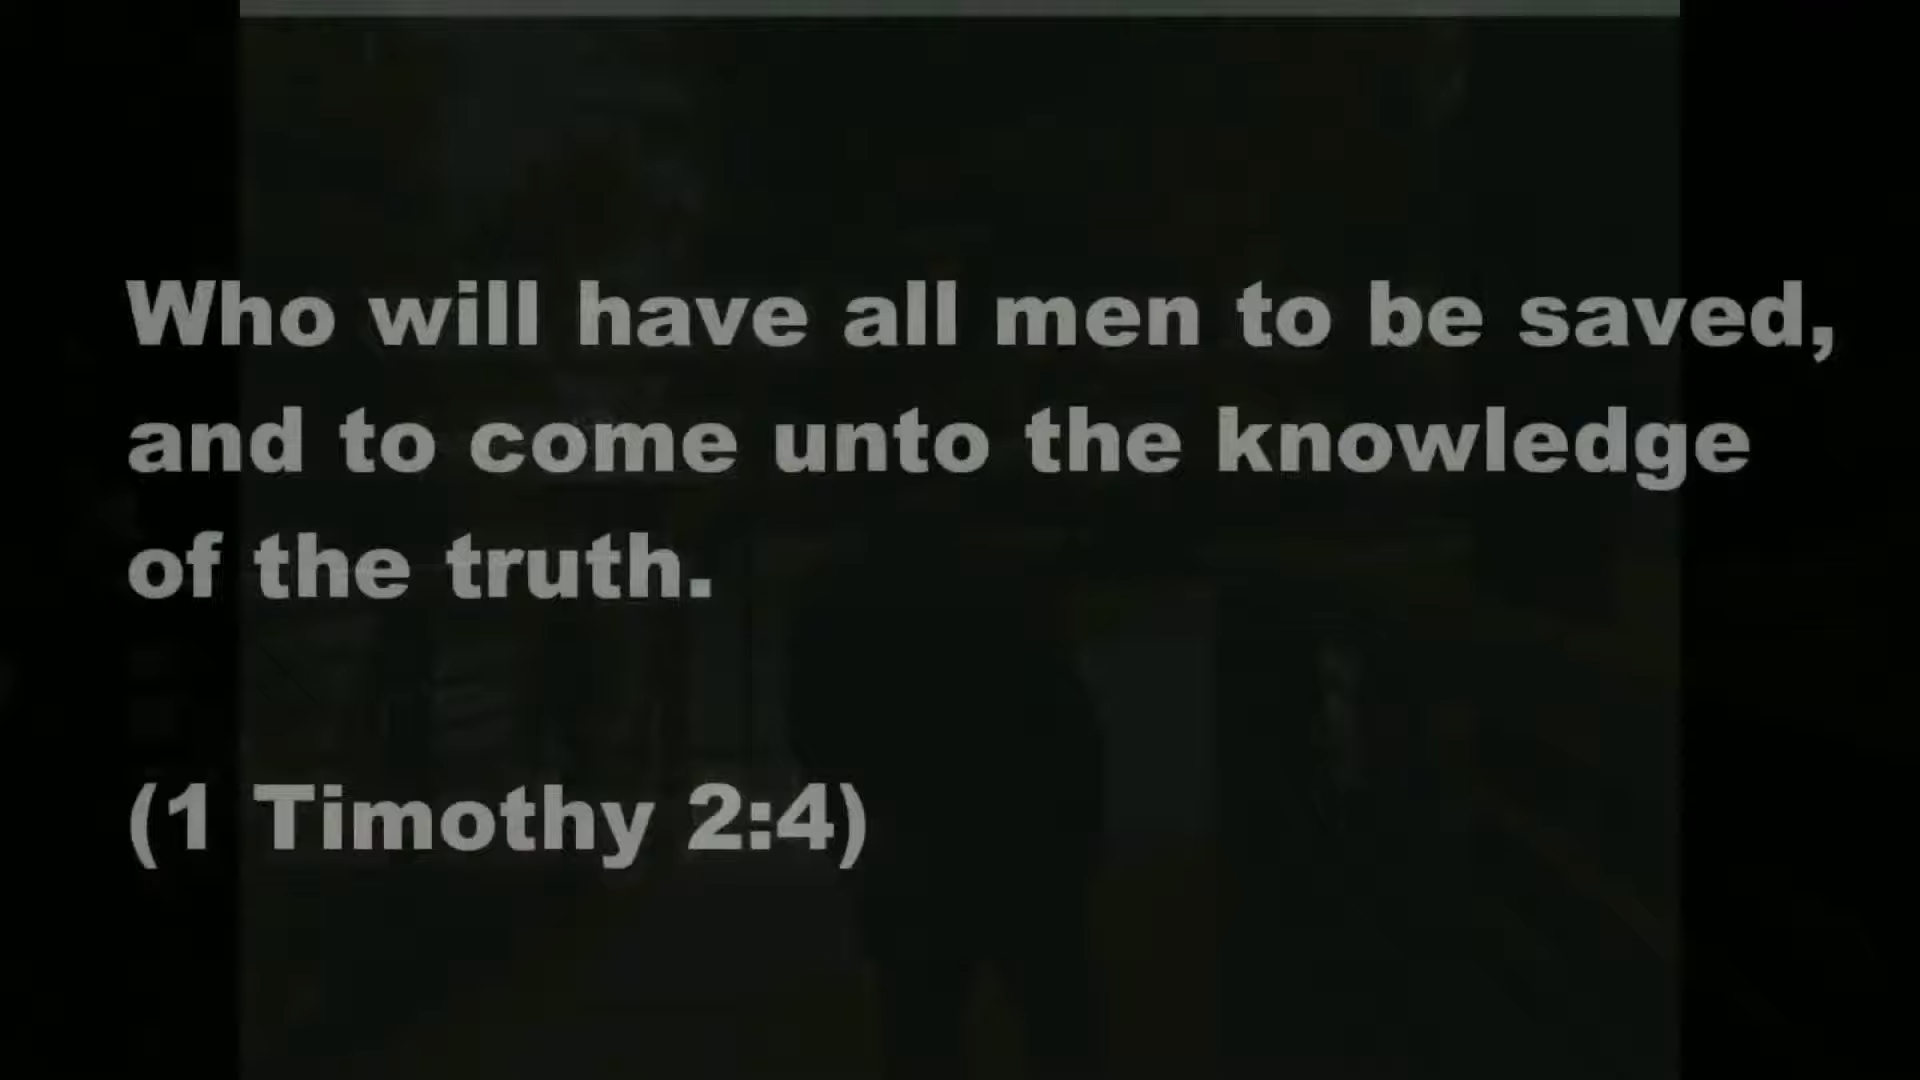 Who will have all men to be saved,
and to come unto the knowledge
of the truth.
(1 Timothy 2:4)